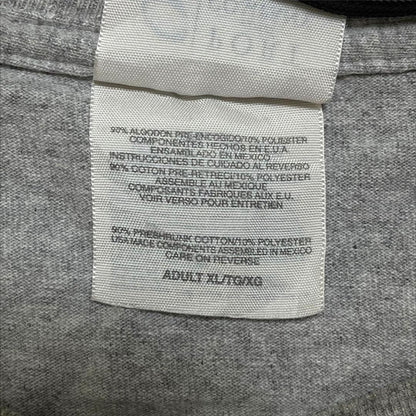 90% ALGODON PRE-ENCOGIDO/10% POLIESTER
COMPONENTES HECHOS EN E.U.A.
ENSAMBLADO EN MEXICO
INSTRUCCIONES DE CUIDADO AL REVERSO
90% COTON PRE-RETRECI/10% POLYESTER
ASSEMBLE AU MEXIQUE
COMPOSANTS FABRIQUES AUX E.U.
VOIR VERSO POUR ENTRETIEN
90% PRESHRUNK COTTON/10% POLYESTER
USA MADE COMPONENTS ASSEMBLED IN MEXICO
CARE ON REVERSE
ADULT XL/TG/XG